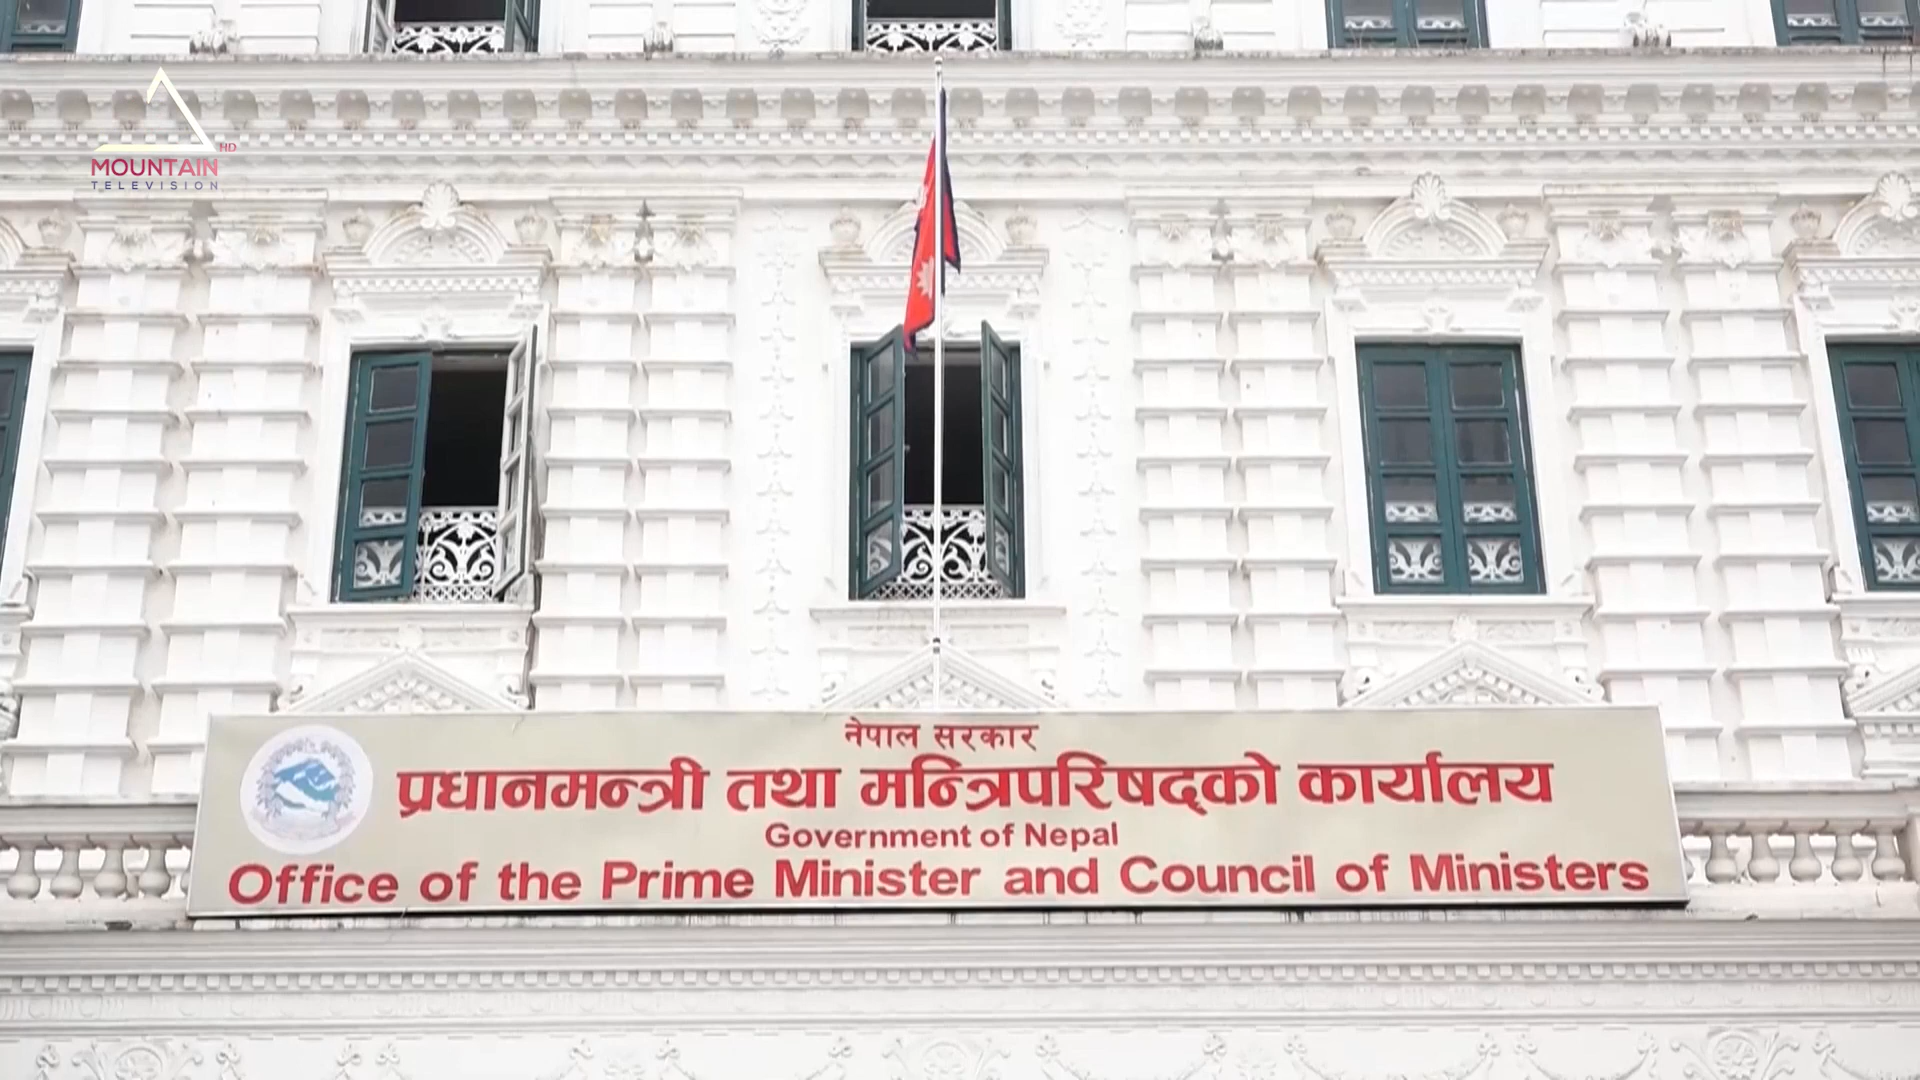 MOUNTAIN HD
TELEVISION
नेपाल सरकार
प्रधानमन्त्री तथा मन्त्रिपरिषद्को कार्यालय
Government of Nepal
Office of the Prime Minister and Council of Ministers